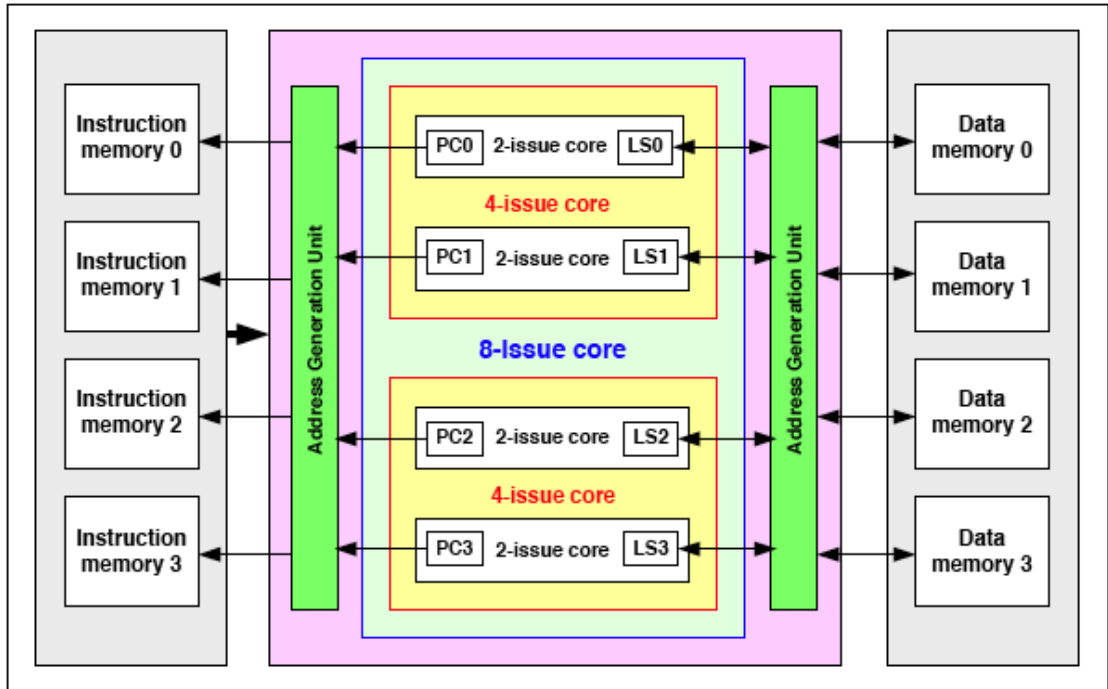 Instruction
memory 0
Instruction
memory 1
Instruction
memory 2
Instruction
memory 3
Address Generation Unit
PC0 2-issue core LS0
4-issue core
PC1 2-issue core LS1
8-Issue core
PC2 2-issue core LS2
4-issue core
PC3 2-issue core LS3
Address Generation Unit
Data
memory 0
Data
memory 1
Data
memory 2
Data
memory 3